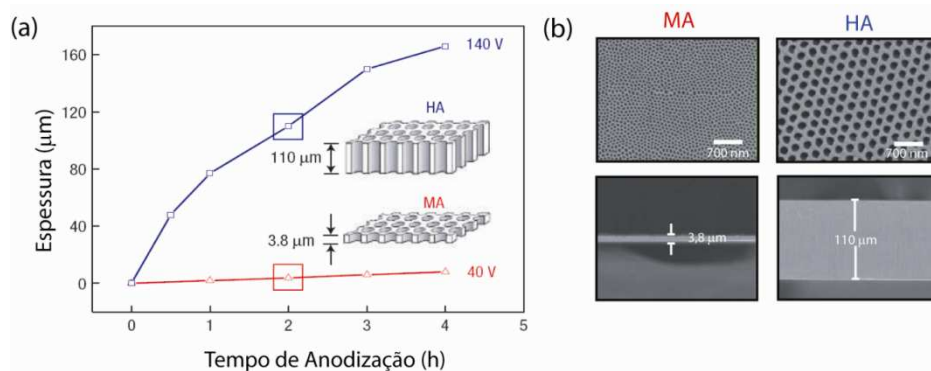 (a)
Espessura (µm)
160
120
80
40
0
140 V
HA
110 µm
MA
3.8 µm
40 V
0 1 2 3 4 5
Tempo de Anodização (h)
(b)
MA HA
700 nm 700 nm
3,8 µm 110 µm